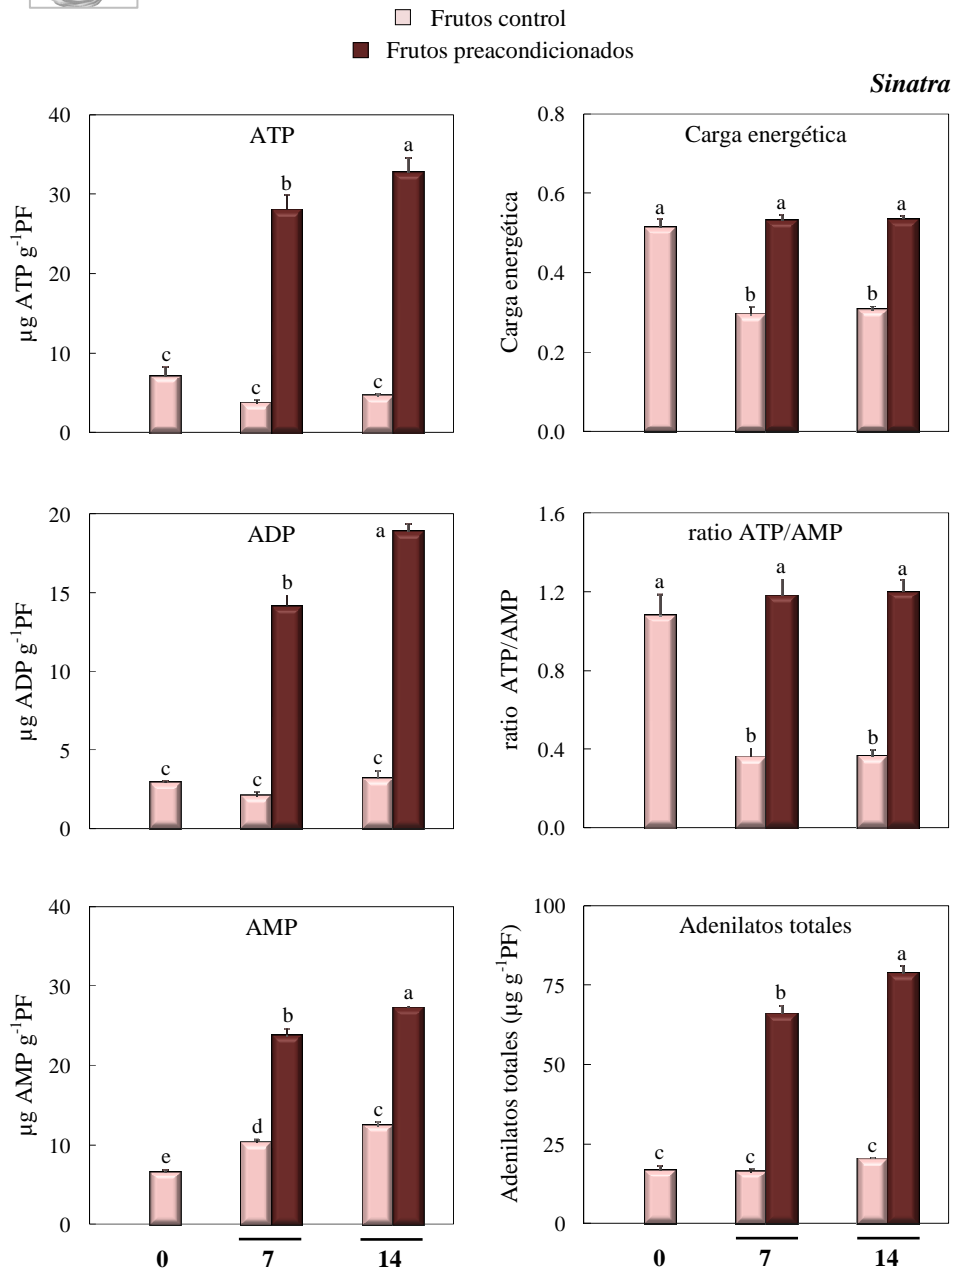 Frutos control
Frutos preacondicionados
Sinatra
ATP
µg ATP g-1PF
40
30
20
10
0
c
c
b
c
a
Carga energética
Carga energética
0.8
0.6
0.4
0.2
0.0
a
b
a
b
a
ADP
µg ADP g-1PF
20
15
10
5
0
c
c
b
c
a
ratio ATP/AMP
ratio ATP/AMP
1.6
1.2
0.8
0.4
0.0
a
b
a
b
a
AMP
µg AMP g-1PF
40
30
20
10
0
e
d
b
c
a
0 7 14
Adenilatos totales
Adenilatos totales (µg g-1PF)
100
75
50
25
0
c
c
b
c
a
0 7 14